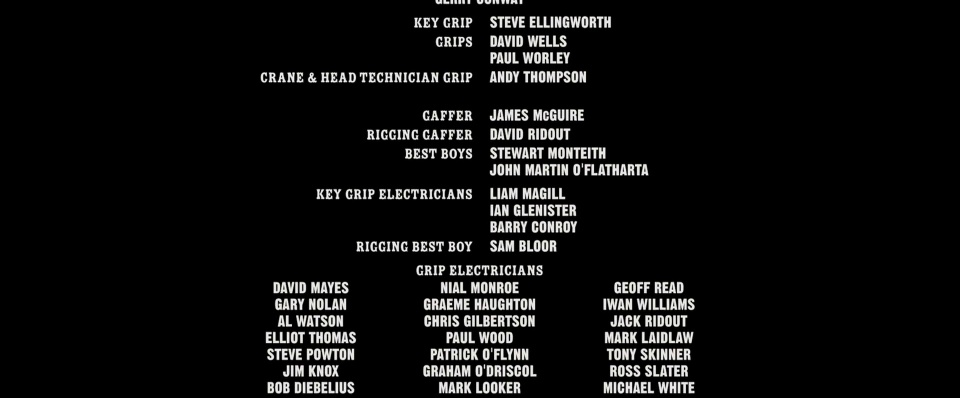 GERRY CONWAY
KEY GRIP STEVE ELLINGWORTH
GRIPS DAVID WELLS
PAUL WORLEY
CRANE & HEAD TECHNICIAN GRIP ANDY THOMPSON
GAFFER JAMES McGUIRE
RIGGING GAFFER DAVID RIDOUT
BEST BOYS STEWART MONTEITH
JOHN MARTIN O'FLATHARTA
KEY GRIP ELECTRICIANS LIAM MAGILL
IAN GLENISTER
BARRY CONROY
RIGGING BEST BOY SAM BLOOR
GRIP ELECTRICIANS
DAVID MAYES NIAL MONROE GEOFF READ
GARY NOLAN GRAEME HAUGHTON IWAN WILLIAMS
AL WATSON CHRIS GILBERTSON JACK RIDOUT
ELLIOT THOMAS PAUL WOOD MARK LAIDLAW
STEVE POWTON PATRICK O'FLYNN TONY SKINNER
JIM KNOX GRAHAM O'DRISCOL ROSS SLATER
BOB DIEBELIUS MARK LOOKER MICHAEL WHITE